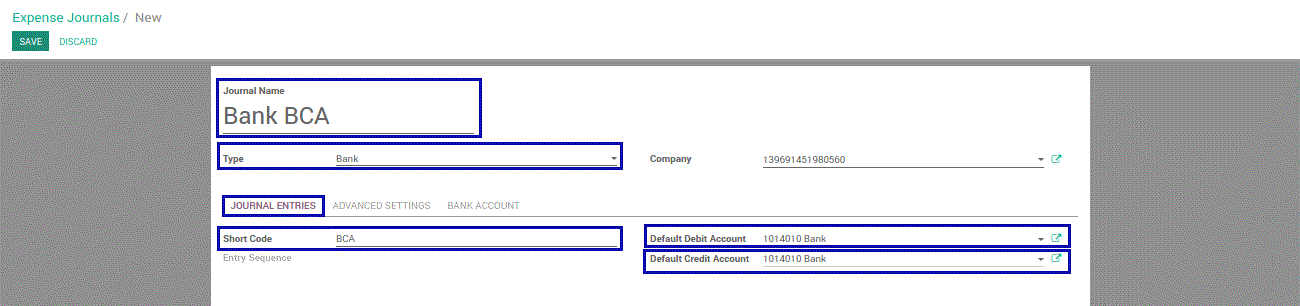 Expense Journals / New
SAVE DISCARD
Journal Name
Bank BCA
Type Bank Company 139691451980560
JOURNAL ENTRIES ADVANCED SETTINGS BANK ACCOUNT
Short Code BCA Default Debit Account 1014010 Bank
Entry Sequence Default Credit Account 1014010 Bank